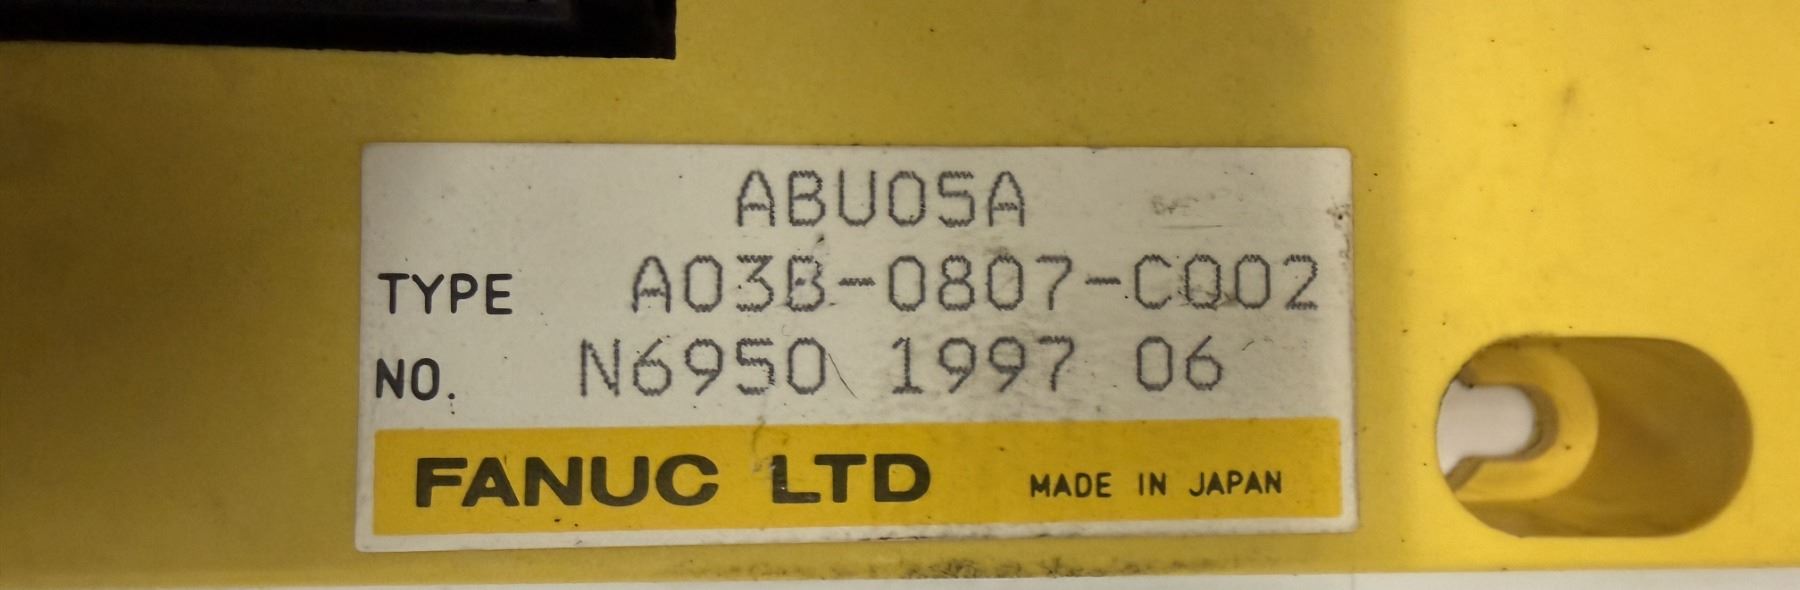 ABU05A
TYPE A03B-0807-C002
NO. N6950 1997 06
FANUC LTD MADE IN JAPAN